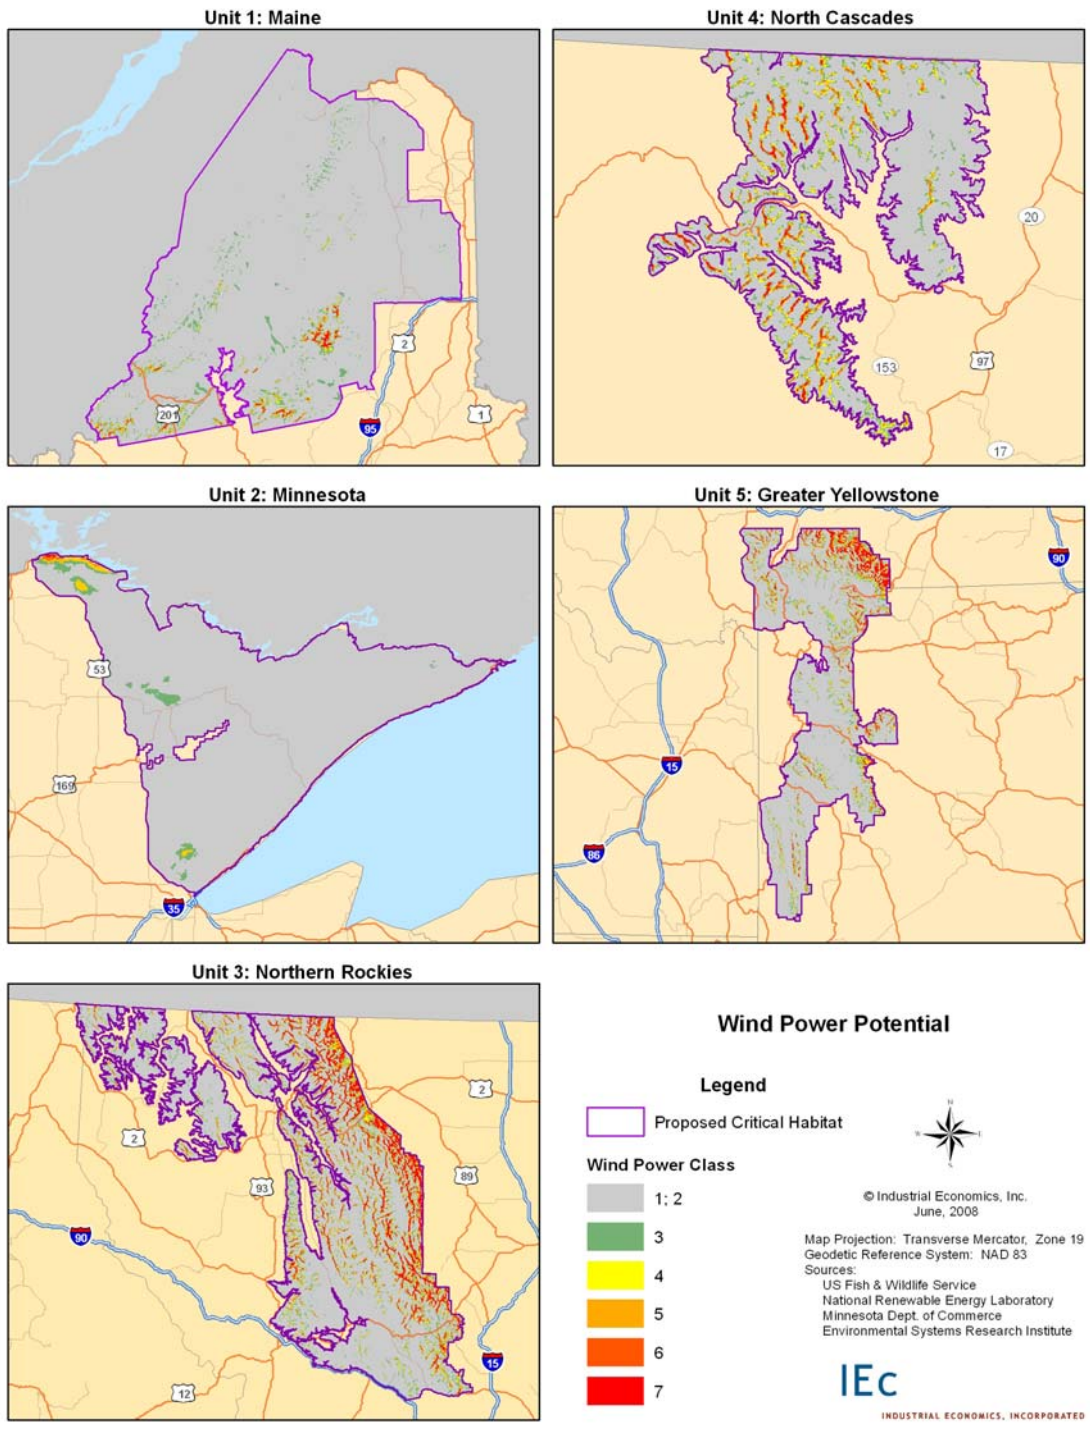 Unit 1: Maine
201
2
1
95
Unit 4: North Cascades
20
153
97
17
Unit 2: Minnesota
53
169
35
Unit 5: Greater Yellowstone
90
15
86
Unit 3: Northern Rockies
2
2
93
89
90
15
12
Wind Power Potential
Legend
Proposed Critical Habitat
Wind Power Class
1; 2
3
4
5
6
7
N
W
E
S
© Industrial Economics, Inc.
June, 2008
Map Projection: Transverse Mercator, Zone 19
Geodetic Reference System: NAD 83
Sources:
US Fish & Wildlife Service
National Renewable Energy Laboratory
Minnesota Dept. of Commerce
Environmental Systems Research Institute
IEc
INDUSTRIAL ECONOMICS, INCORPORATED